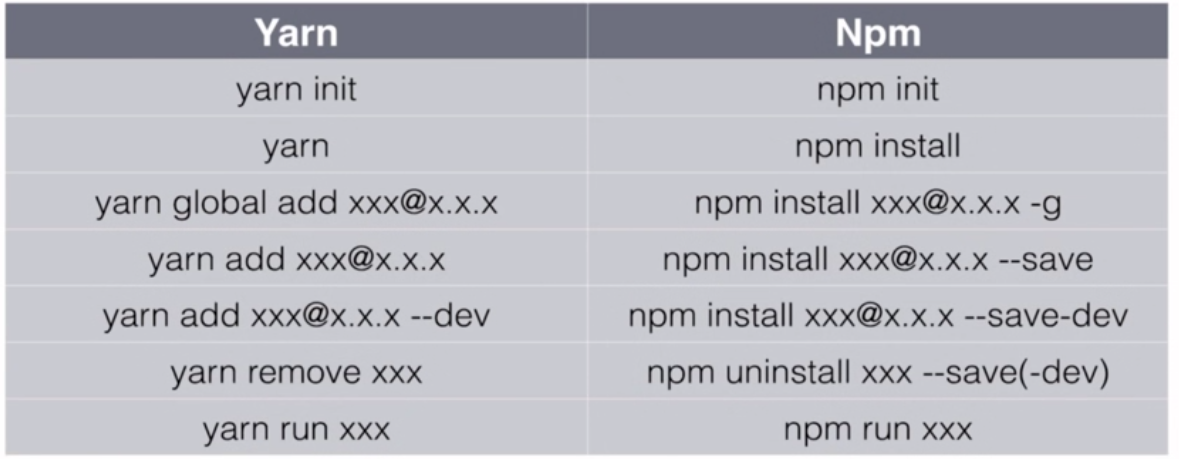 Yarn Npm
yarn init npm init
yarn npm install
yarn global add xxx@x.x.x npm install xxx@x.x.x -g
yarn add xxx@x.x.x npm install xxx@x.x.x --save
yarn add xxx@x.x.x --dev npm install xxx@x.x.x --save-dev
yarn remove xxx npm uninstall xxx --save(-dev)
yarn run xxx npm run xxx